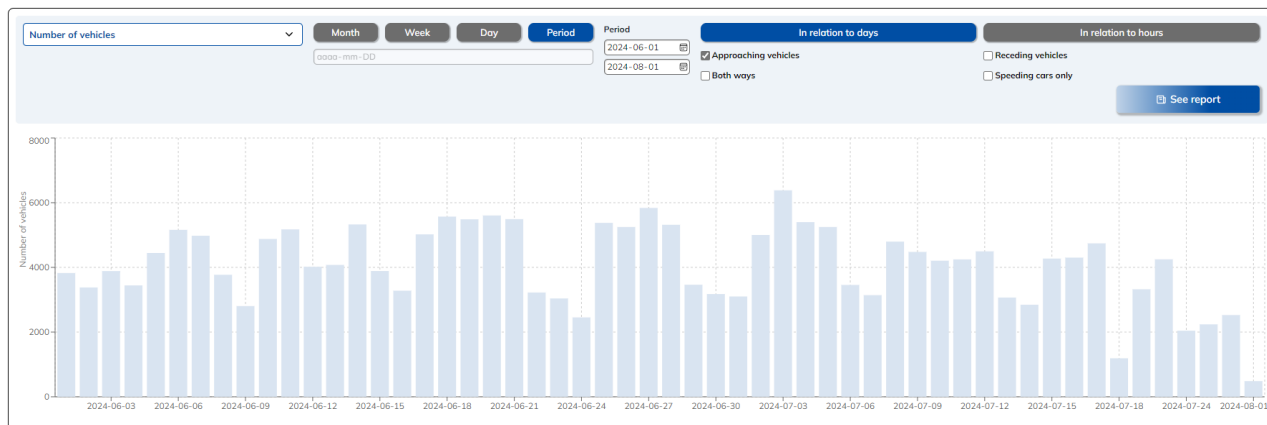 Number of vehicles
Month Week Day Period
Period
2024-06-01
2024-08-01
In relation to days In relation to hours
Approaching vehicles Receding vehicles
Both ways Speeding cars only
aaaa-mm-DD
See report
Number of vehicles
8000
6000
4000
2000
0
2024-06-03 2024-06-06 2024-06-09 2024-06-12 2024-06-15 2024-06-18 2024-06-21 2024-06-24 2024-06-27 2024-06-30 2024-07-03 2024-07-06 2024-07-09 2024-07-12 2024-07-15 2024-07-18 2024-07-24 2024-08-01